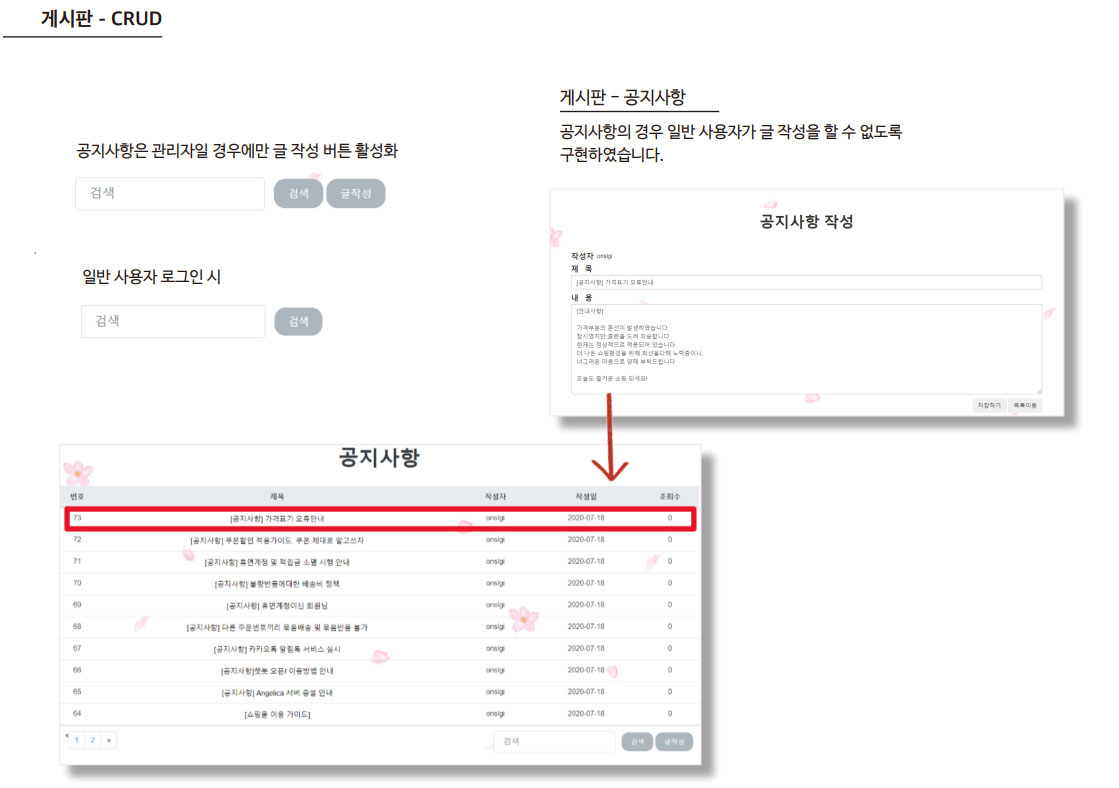 게시판 - CRUD
공지사항은 관리자일 경우에만 글 작성 버튼 활성화
검색 검색 글작성
일반 사용자 로그인 시
검색 검색
게시판 – 공지사항
공지사항의 경우 일반 사용자가 글 작성을 할 수 없도록
구현하였습니다.
공지사항 작성
작성자 onslgi
제 목
[공지사항] 가격표기 오류안내
내 용
[안내사항]
가격부분의 혼선이 발생하였습니다.
잠시였지만 혼란을 드려 죄송합니다
현재는 정상적으로 적용되어 있습니다
더 나은 쇼핑환경을 위해 최선을다해 노력중이니,
너그러운 마음으로 양해 부탁드립니다
오늘도 즐거운 쇼핑 되세요!
저장하기 목록이동
공지사항
번호 제목 작성자 작성일 조회수
73 [공지사항] 가격표기 오류안내 onslgi 2020-07-18 0
72 [공지사항] 쿠폰할인 적용가이드 쿠폰 제대로 알고쓰자 onslgi 2020-07-18 0
71 [공지사항] 휴면계정 및 적립금 소멸 시행 안내 onslgi 2020-07-18 0
70 [공지사항] 불량반품에대한 배송비 정책 onslgi 2020-07-18 0
69 [공지사항] 휴면계정이신 회원님 onslgi 2020-07-18 0
68 [공지사항] 다른 주문번호끼리 묶음배송 및 묶음반품 불가 onslgi 2020-07-18 0
67 [공지사항] 카카오톡 알림톡 서비스 실시 onslgi 2020-07-18 0
66 [공지사항]챗봇 오픈! 이용방법 안내 onslgi 2020-07-18 0
65 [공지사항] Angelica 서버 증설 안내 onslgi 2020-07-18 0
64 [쇼핑몰 이용 가이드] onslgi 2020-07-18 0
« 1 2 » 검색 검색 글작성